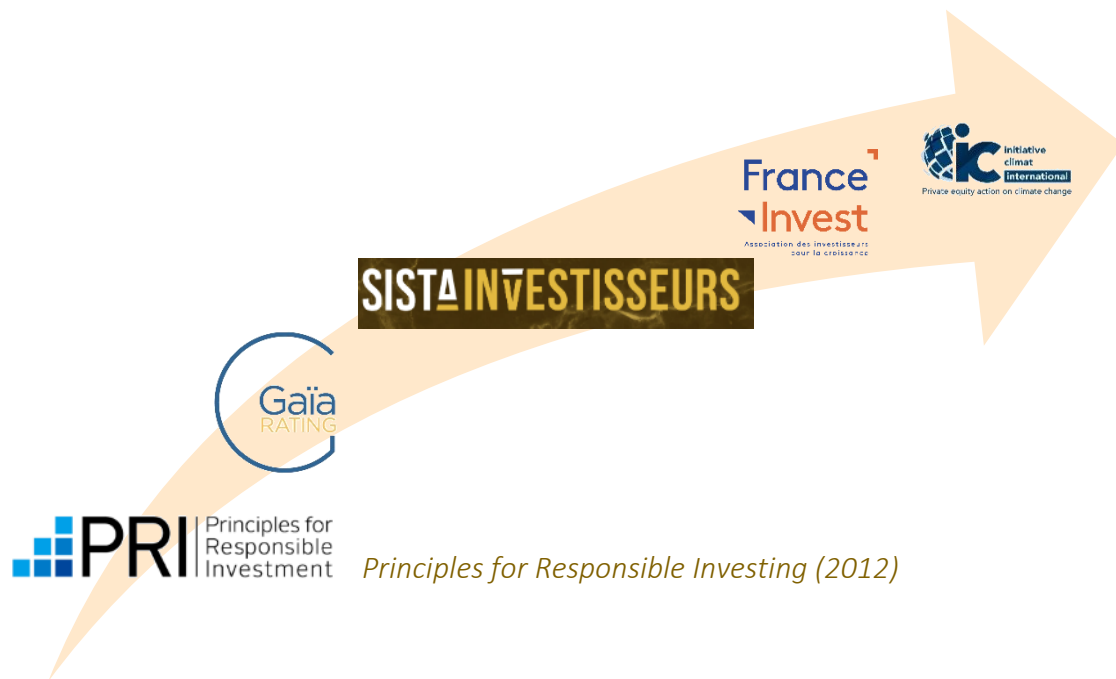 iC
initiative
climat
international
Private equity action on climate change
France
Invest
Association des investisseurs
pour la croissance
SISTA INVESTISSEURS
Gaïa
RATING
PRI
Principles for
Responsible
Investment
Principles for Responsible Investing (2012)